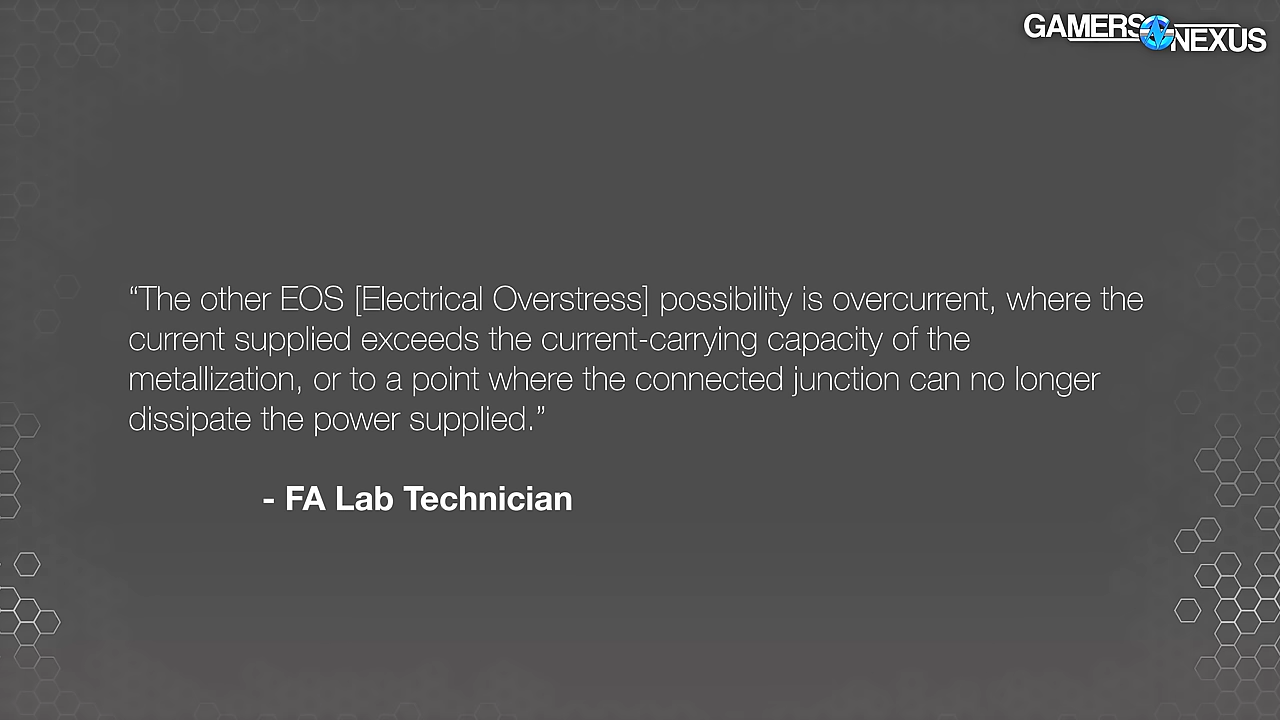 GAMERS NEXUS
“The other EOS [Electrical Overstress] possibility is overcurrent, where the
current supplied exceeds the current-carrying capacity of the
metallization, or to a point where the connected junction can no longer
dissipate the power supplied.”
- FA Lab Technician